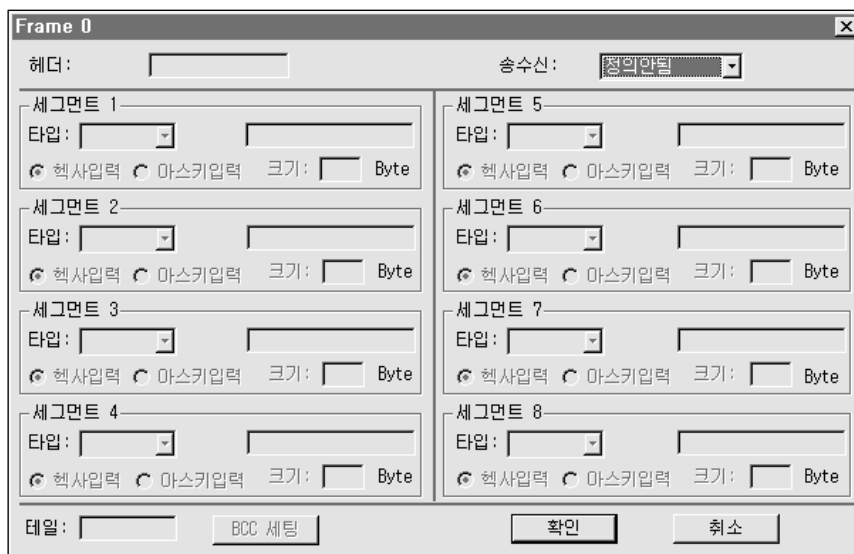 Frame 0
헤더: 송수신: 정의안됨
세그먼트 1
타입:
헥사입력 아스키입력 크기: Byte
세그먼트 2
타입:
헥사입력 아스키입력 크기: Byte
세그먼트 3
타입:
헥사입력 아스키입력 크기: Byte
세그먼트 4
타입:
헥사입력 아스키입력 크기: Byte
세그먼트 5
타입:
헥사입력 아스키입력 크기: Byte
세그먼트 6
타입:
헥사입력 아스키입력 크기: Byte
세그먼트 7
타입:
헥사입력 아스키입력 크기: Byte
세그먼트 8
타입:
헥사입력 아스키입력 크기: Byte
테일: BCC 세팅 확인 취소